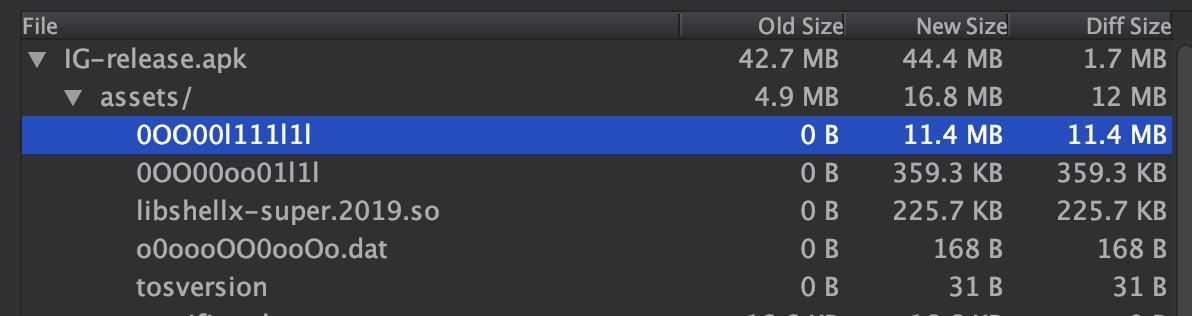 File Old Size New Size Diff Size
IG-release.apk 42.7 MB 44.4 MB 1.7 MB
assets/ 4.9 MB 16.8 MB 12 MB
0OO00l111l1l 0 B 11.4 MB 11.4 MB
0OO00oo01l1l 0 B 359.3 KB 359.3 KB
libshellx-super.2019.so 0 B 225.7 KB 225.7 KB
o0oooOO0ooOo.dat 0 B 168 B 168 B
tosversion 0 B 31 B 31 B